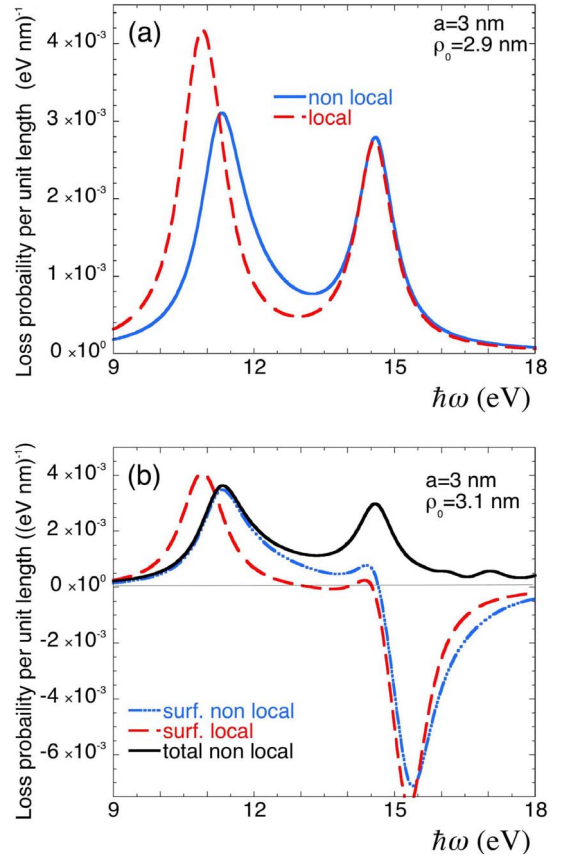 (a)
a=3 nm
ρ₀=2.9 nm
non local
local
Loss probaility per unit length (eV nm)⁻¹
4 ×10⁻³
3 ×10⁻³
2 ×10⁻³
1 ×10⁻³
0 ×10⁰
9 12 15 18
ħω (eV)
(b)
a=3 nm
ρ₀=3.1 nm
Loss probaility per unit length ((eV nm)⁻¹
4 ×10⁻³
2 ×10⁻³
0 ×10⁰
-2 ×10⁻³
-4 ×10⁻³
-6 ×10⁻³
surf. non local
surf. local
total non local
9 12 15 18
ħω (eV)